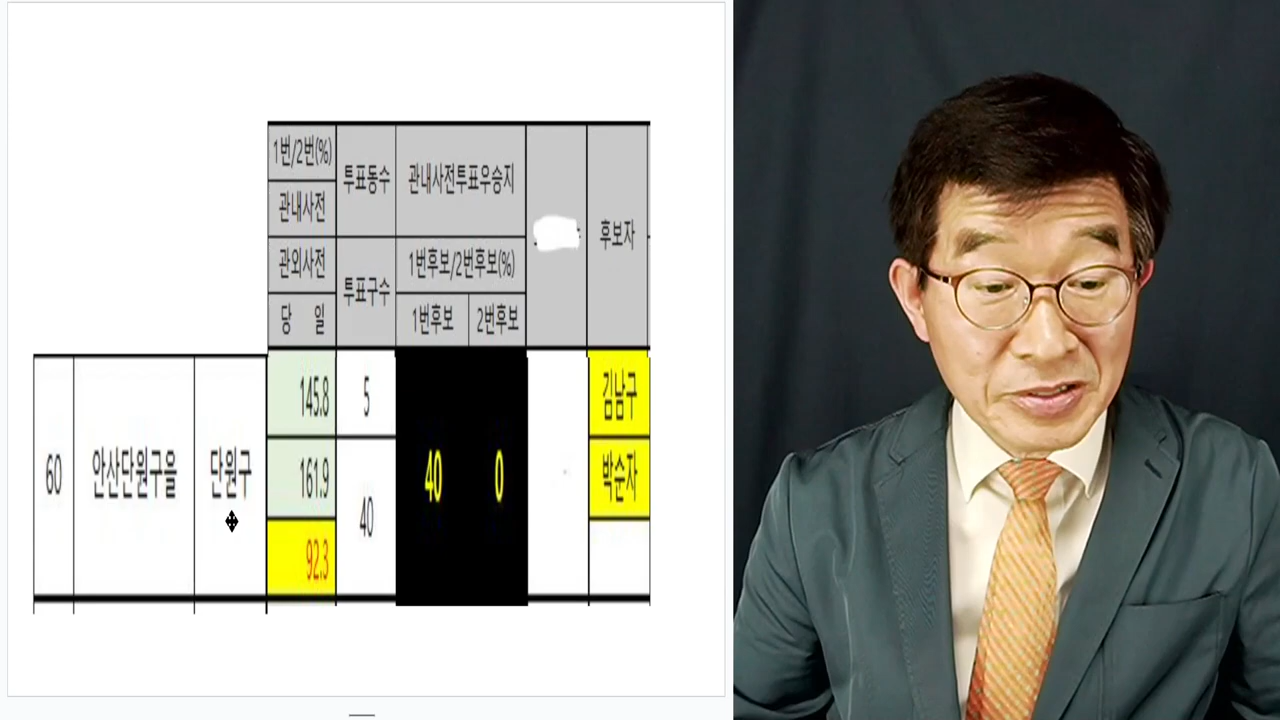 1번/2번(%)
관내사전
관외사전
당 일
투표동수
투표구수
관내사전투표우승지
1번후보/2번후보(%)
1번후보 2번후보
후보자
60 안산단원구을 단원구
145.8
161.9
92.3
5
40
40 0
김남구
박순자